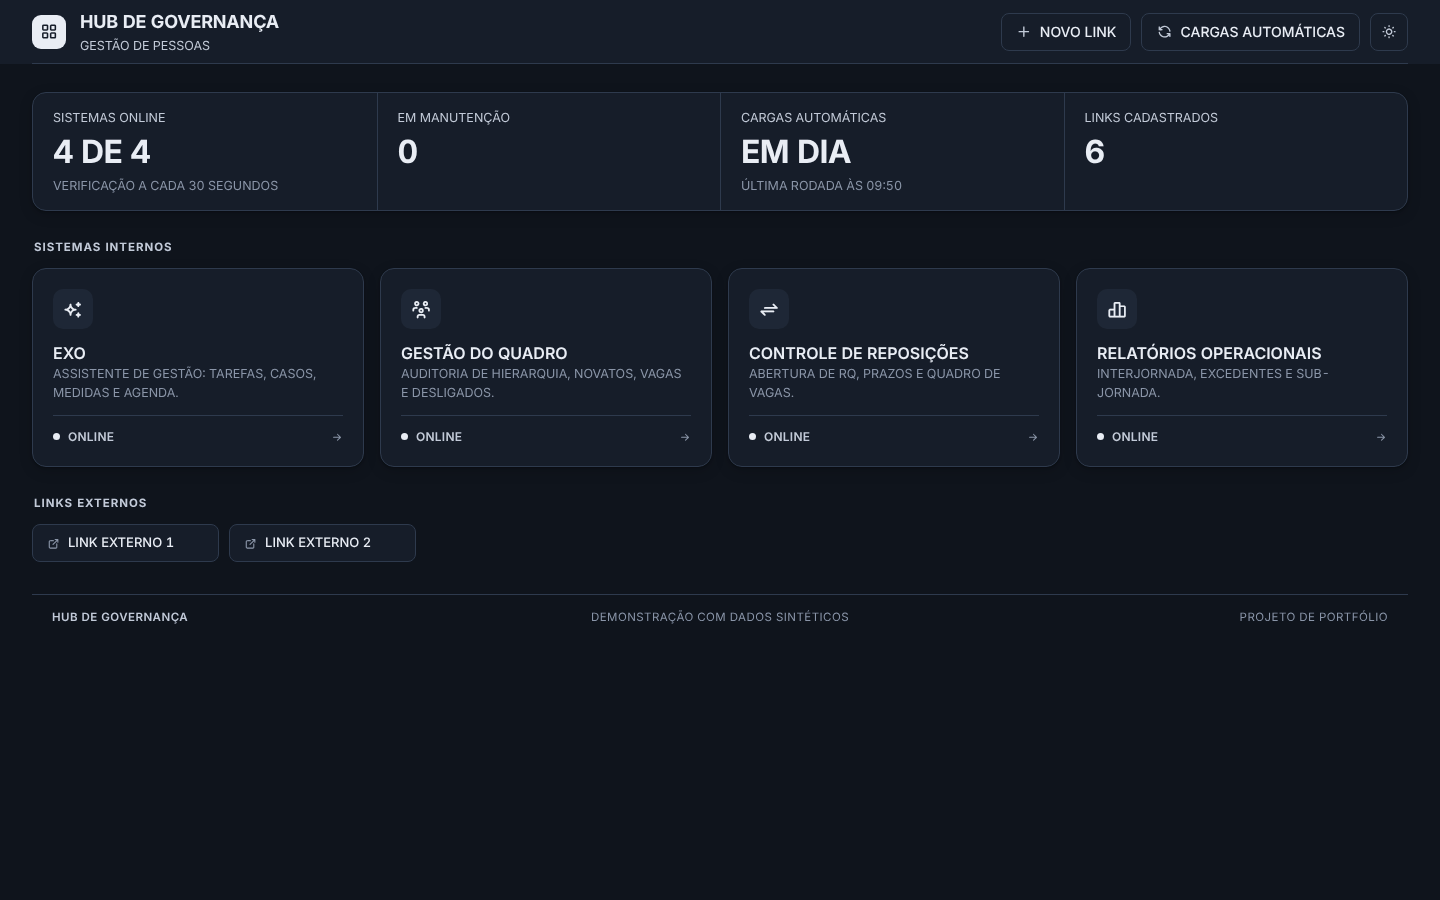 HUB DE GOVERNANÇA
GESTÃO DE PESSOAS
NOVO LINK
CARGAS AUTOMÁTICAS
SISTEMAS ONLINE
4 DE 4
VERIFICAÇÃO A CADA 30 SEGUNDOS
EM MANUTENÇÃO
0
CARGAS AUTOMÁTICAS
EM DIA
ÚLTIMA RODADA ÀS 09:50
LINKS CADASTRADOS
6
SISTEMAS INTERNOS
EXO
ASSISTENTE DE GESTÃO: TAREFAS, CASOS,
MEDIDAS E AGENDA.
ONLINE
GESTÃO DO QUADRO
AUDITORIA DE HIERARQUIA, NOVATOS, VAGAS
E DESLIGADOS.
ONLINE
CONTROLE DE REPOSIÇÕES
ABERTURA DE RQ, PRAZOS E QUADRO DE
VAGAS.
ONLINE
RELATÓRIOS OPERACIONAIS
INTERJORNADA, EXCEDENTES E SUB-
JORNADA.
ONLINE
LINKS EXTERNOS
LINK EXTERNO 1
LINK EXTERNO 2
HUB DE GOVERNANÇA
DEMONSTRAÇÃO COM DADOS SINTÉTICOS
PROJETO DE PORTFÓLIO